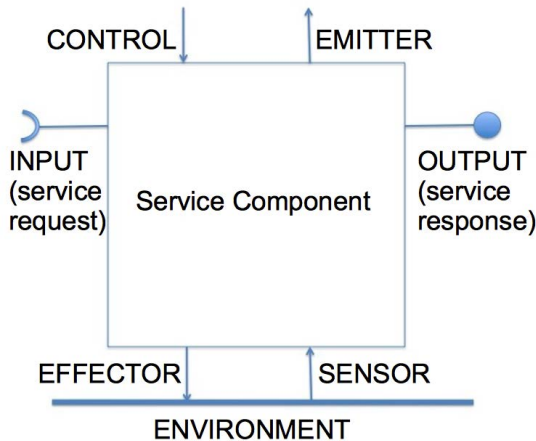 CONTROL
EMITTER
INPUT
(service
request)
Service Component
OUTPUT
(service
response)
EFFECTOR
SENSOR
ENVIRONMENT